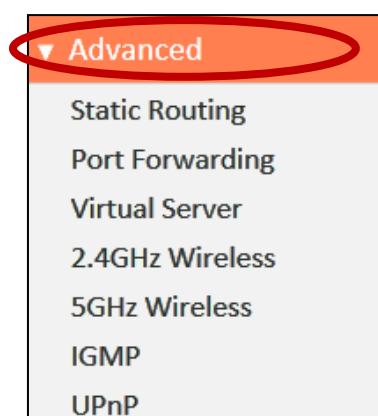 Advanced
Static Routing
Port Forwarding
Virtual Server
2.4GHz Wireless
5GHz Wireless
IGMP
UPnP